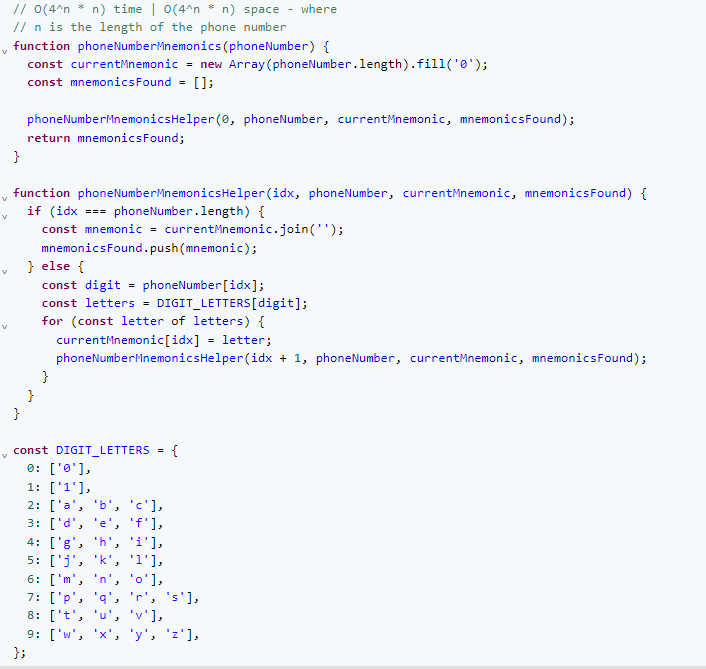 // O(4^n * n) time | O(4^n * n) space - where
// n is the length of the phone number
function phoneNumberMnemonics(phoneNumber) {
  const currentMnemonic = new Array(phoneNumber.length).fill('0');
  const mnemonicsFound = [];

  phoneNumberMnemonicsHelper(0, phoneNumber, currentMnemonic, mnemonicsFound);
  return mnemonicsFound;
}

function phoneNumberMnemonicsHelper(idx, phoneNumber, currentMnemonic, mnemonicsFound) {
  if (idx === phoneNumber.length) {
    const mnemonic = currentMnemonic.join('');
    mnemonicsFound.push(mnemonic);
  } else {
    const digit = phoneNumber[idx];
    const letters = DIGIT_LETTERS[digit];
    for (const letter of letters) {
      currentMnemonic[idx] = letter;
      phoneNumberMnemonicsHelper(idx + 1, phoneNumber, currentMnemonic, mnemonicsFound);
    }
  }
}

const DIGIT_LETTERS = {
  0: ['0'],
  1: ['1'],
  2: ['a', 'b', 'c'],
  3: ['d', 'e', 'f'],
  4: ['g', 'h', 'i'],
  5: ['j', 'k', 'l'],
  6: ['m', 'n', 'o'],
  7: ['p', 'q', 'r', 's'],
  8: ['t', 'u', 'v'],
  9: ['w', 'x', 'y', 'z'],
};